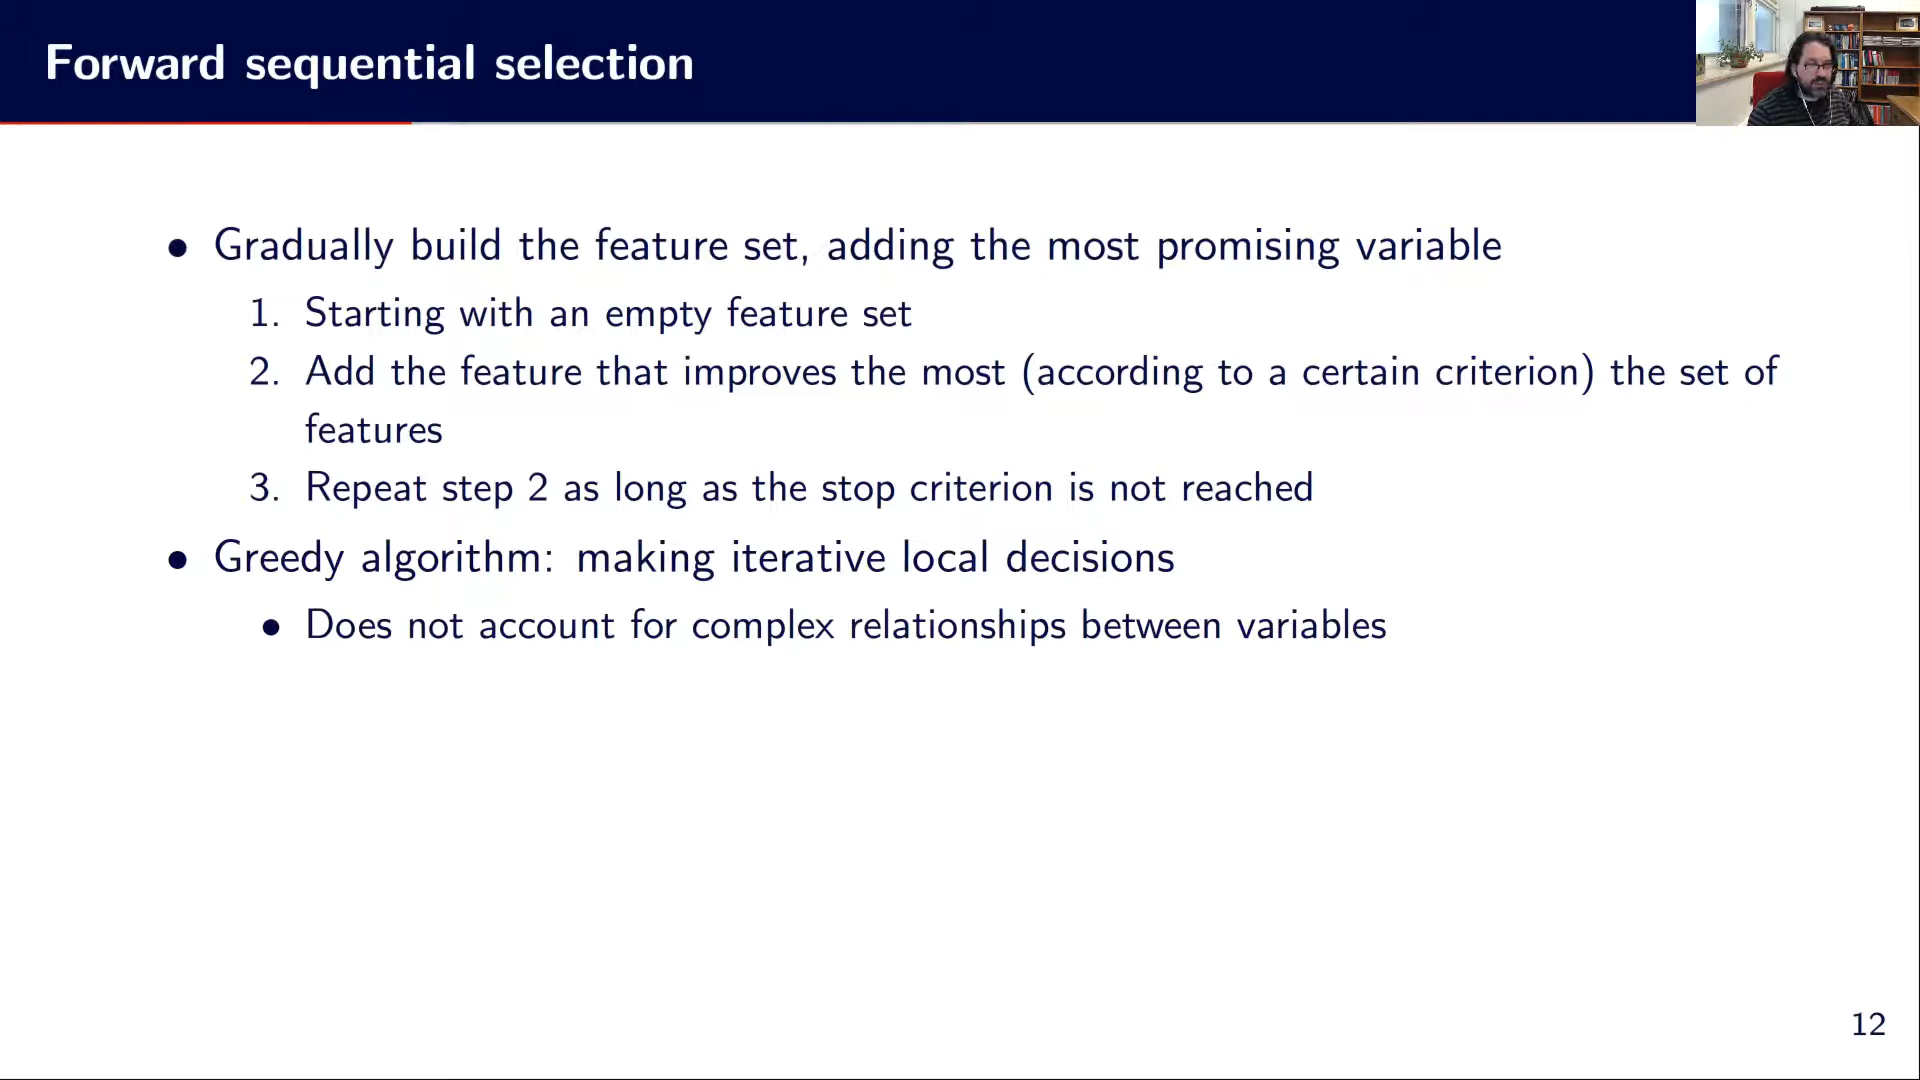 Forward sequential selection
• Gradually build the feature set, adding the most promising variable
1. Starting with an empty feature set
2. Add the feature that improves the most (according to a certain criterion) the set of
features
3. Repeat step 2 as long as the stop criterion is not reached
• Greedy algorithm: making iterative local decisions
• Does not account for complex relationships between variables
12